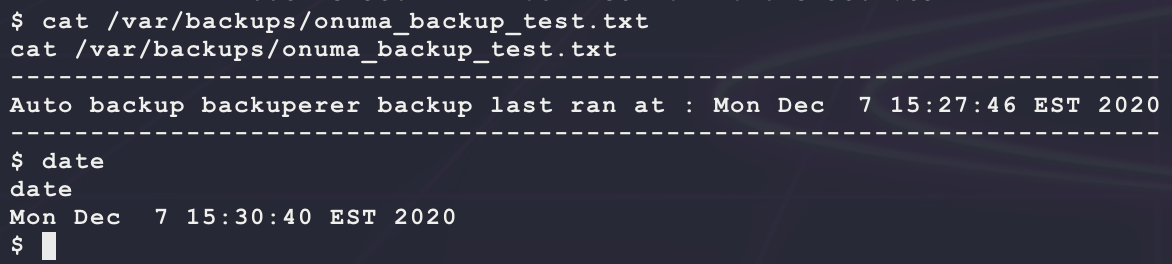 $ cat /var/backups/onuma_backup_test.txt
cat /var/backups/onuma_backup_test.txt
------------------------------------------------------------------------
Auto backup backuperer backup last ran at : Mon Dec  7 15:27:46 EST 2020
------------------------------------------------------------------------
$ date
date
Mon Dec  7 15:30:40 EST 2020
$